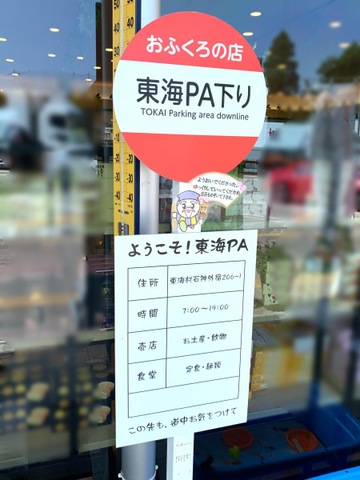 おふくろの店
東海PA下り
TOKAI Parking area downline
ようこそ!東海PA
住所 東海村石神外宿206-1
時間 7:00〜19:00
売店 お土産・飲物
食堂 定食・麺類
この先も、道中お気をつけて